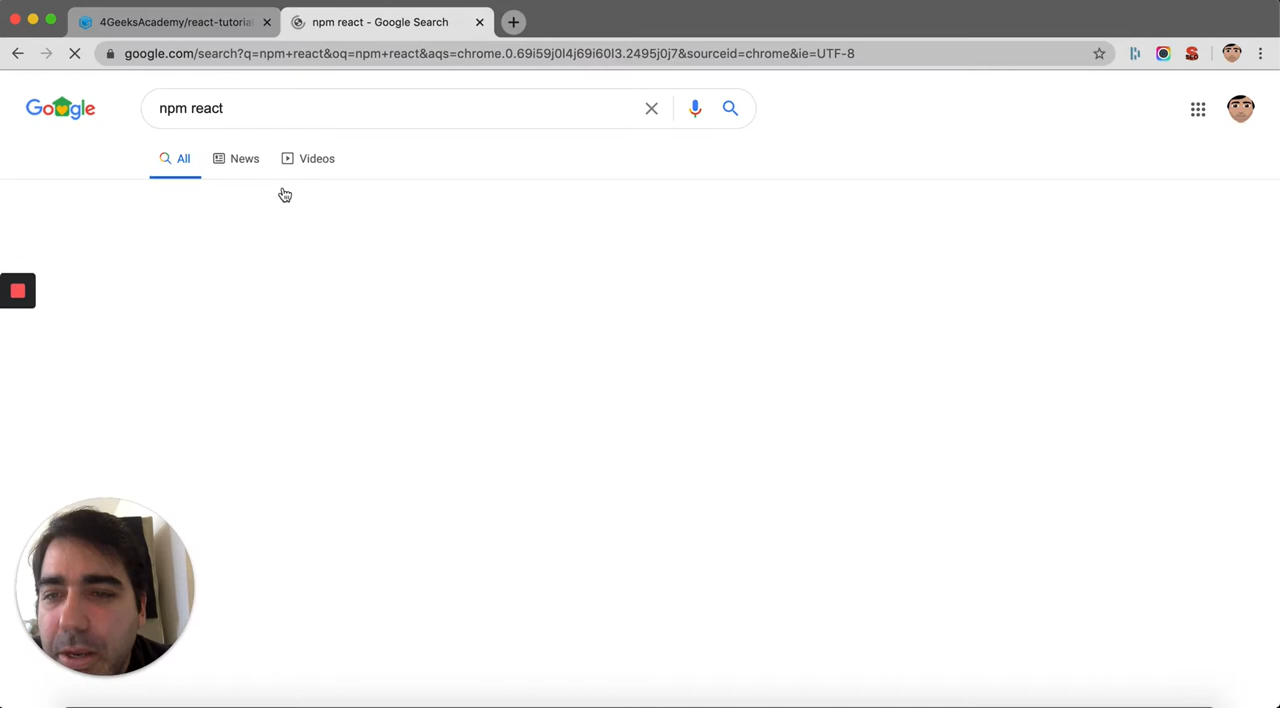 4GeeksAcademy/react-tutorial
npm react - Google Search
google.com/search?q=npm+react&oq=npm+react&aqs=chrome.0.69i59j0l4j69i60l3.2495j0j7&sourceid=chrome&ie=UTF-8
Google
npm react
All
News
Videos